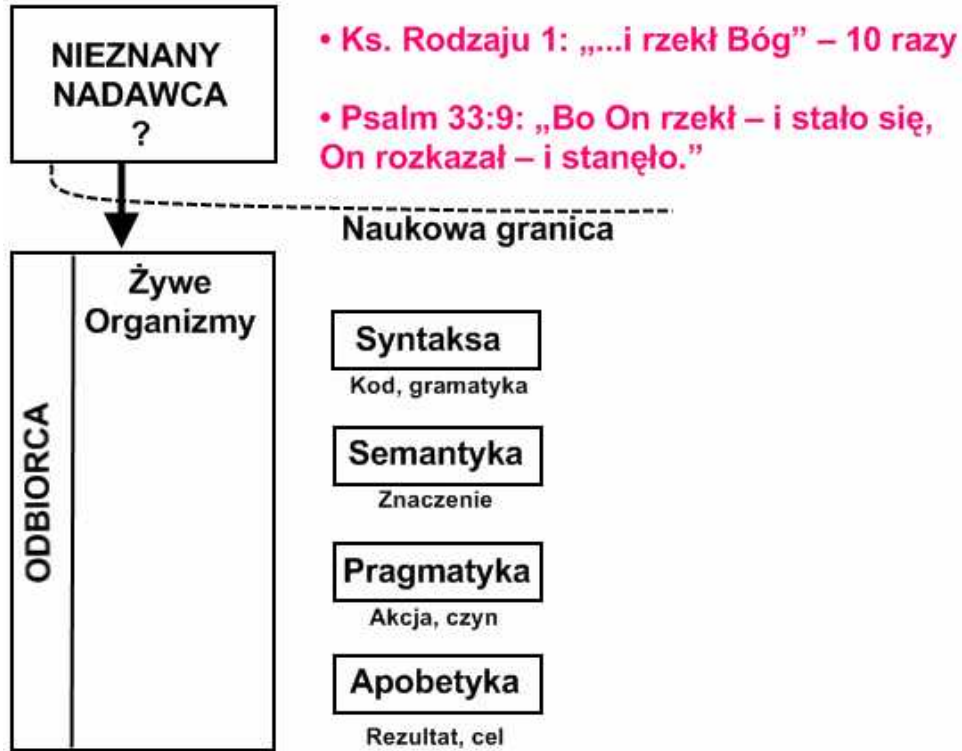 NIEZNANY
NADAWCA
?
• Ks. Rodzaju 1: „...i rzekł Bóg” – 10 razy
• Psalm 33:9: „Bo On rzekł – i stało się,
On rozkazał – i stanęło.”
Naukowa granica
ODBIORCA
Żywe
Organizmy
Syntaksa
Kod, gramatyka
Semantyka
Znaczenie
Pragmatyka
Akcja, czyn
Apobetyka
Rezultat, cel